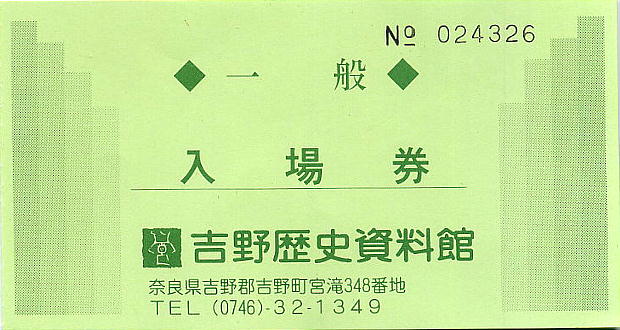 № 024326
◆一般◆
入場券
吉野歴史資料館
奈良県吉野郡吉野町宮滝348番地
TEL (0746)-32-1349